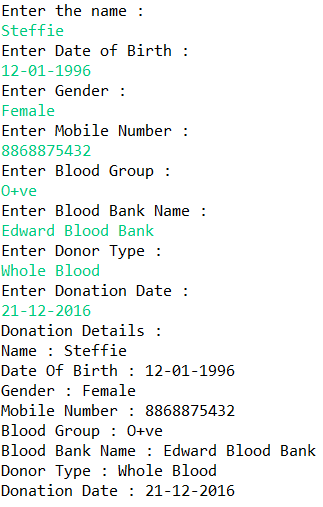 Enter the name :
Steffie
Enter Date of Birth :
12-01-1996
Enter Gender :
Female
Enter Mobile Number :
8868875432
Enter Blood Group :
O+ve
Enter Blood Bank Name :
Edward Blood Bank
Enter Donor Type :
Whole Blood
Enter Donation Date :
21-12-2016
Donation Details :
Name : Steffie
Date Of Birth : 12-01-1996
Gender : Female
Mobile Number : 8868875432
Blood Group : O+ve
Blood Bank Name : Edward Blood Bank
Donor Type : Whole Blood
Donation Date : 21-12-2016